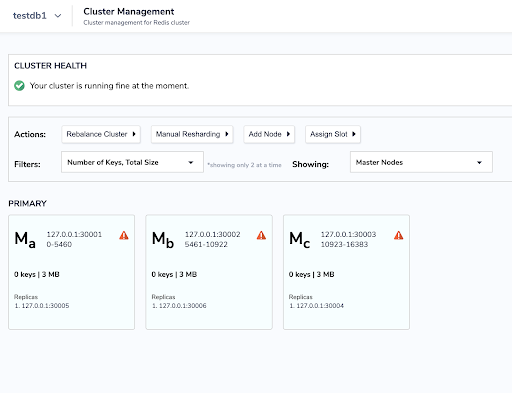 testdb1
Cluster Management
Cluster management for Redis cluster
CLUSTER HEALTH
Your cluster is running fine at the moment.
Actions: Rebalance Cluster Manual Resharding Add Node Assign Slot
Filters: Number of Keys, Total Size *showing only 2 at a time Showing: Master Nodes
PRIMARY
Ma 127.0.0.1:30001
0-5460
0 keys | 3 MB
Replicas
1. 127.0.0.1:30005
Mb 127.0.0.1:30002
5461-10922
0 keys | 3 MB
Replicas
1. 127.0.0.1:30006
Mc 127.0.0.1:30003
10923-16383
0 keys | 3 MB
Replicas
1. 127.0.0.1:30004